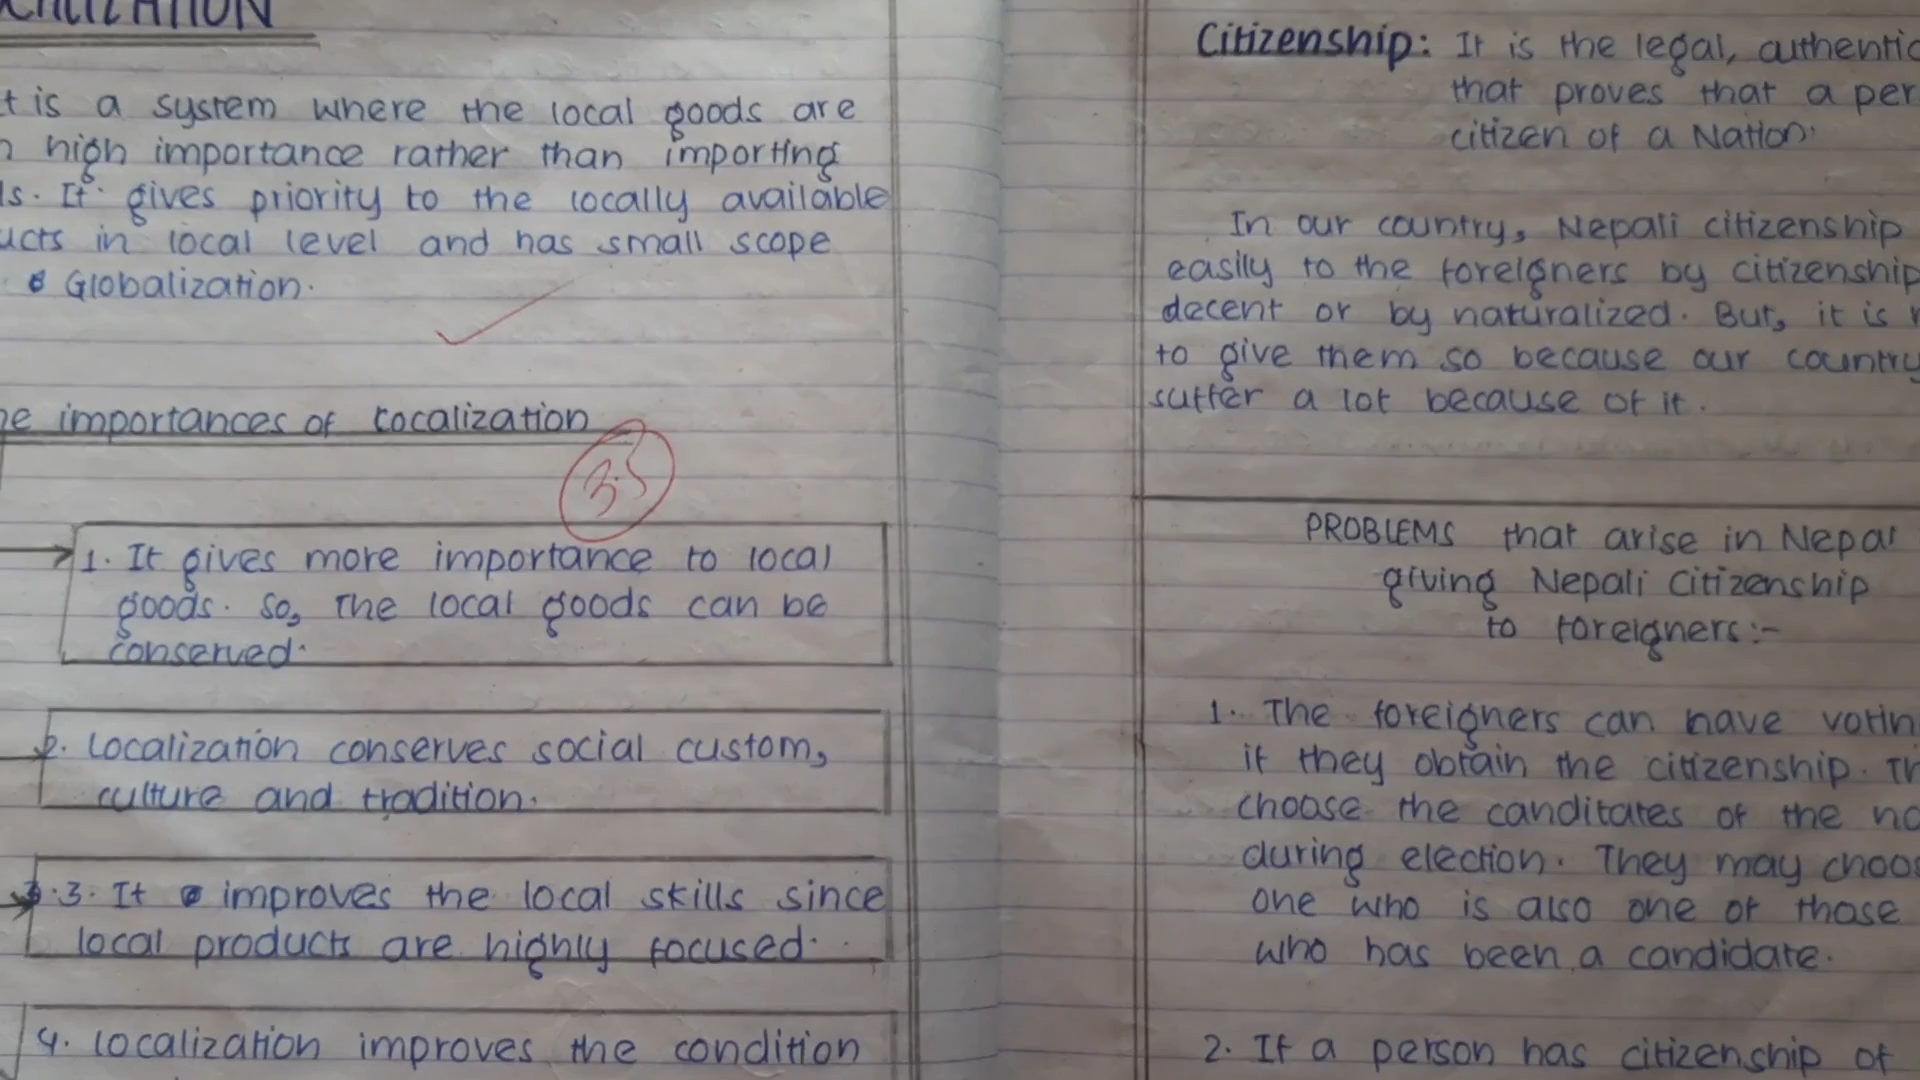 t is a system where the local goods are
high importance rather than importing
ls. It gives priority to the locally available
ucts in local level and has small scope
Globalization.
e importances of Localization
3.5
1. It gives more importance to local
goods. So, the local goods can be
conserved.
2. Localization conserves social custom,
culture and tradition.
3. It improves the local skills since
local products are highly focused.
4. Localization improves the condition
Citizenship: It is the legal, authentic
that proves that a per
citizen of a Nation.
In our country, Nepali citizenship
easily to the foreigners by citizenship
decent or by naturalized. But, it is
to give them so because our country
suffer a lot because of it.
PROBLEMS that arise in Nepal
giving Nepali Citizenship
to foreigners:-
1. The foreigners can have votin
if they obtain the citizenship. Th
choose the canditates of the na
during election. They may choos
one who is also one of those
who has been a candidate.
2. If a person has citizenship of